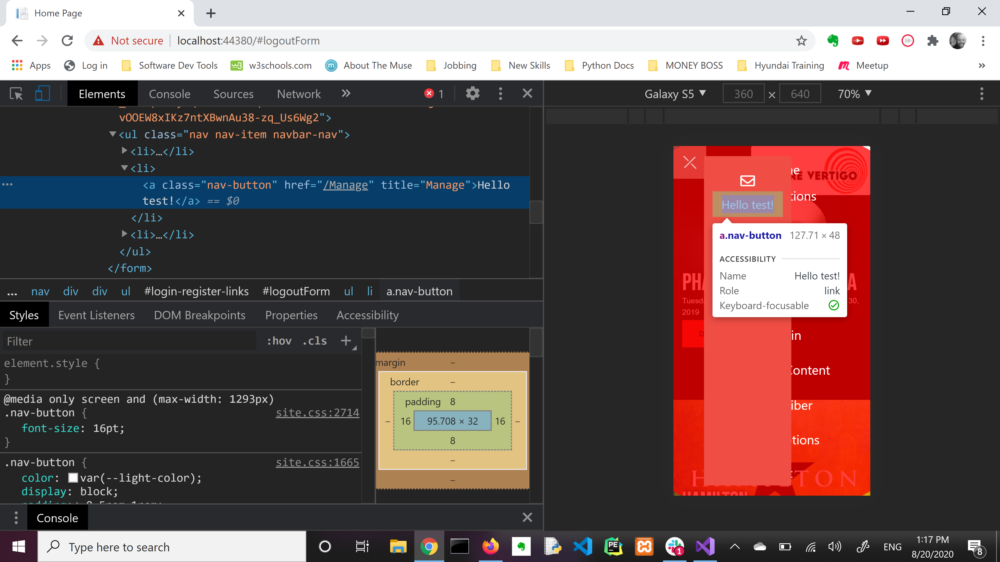 Home Page
Not secure
localhost:44380/#logoutForm
Apps
Log in
Software Dev Tools
w3schools.com
About The Muse
Jobbing
New Skills
Python Docs
MONEY BOSS
Hyundai Training
Meetup
»
Elements
Console
Sources
Network
»
1
Galaxy S5
360
×
640
70%
vOOEW8xIKz7ntXBwnAu38-zq_Us6Wg2">
<ul class="nav nav-item navbar-nav">
<li>…</li>
<li>
<a class="nav-button" href="/Manage" title="Manage">Hello
test!</a> == $0
</li>
<li>…</li>
</ul>
</form>
... nav div div ul #login-register-links #logoutForm ul li a.nav-button
Styles
Event Listeners
DOM Breakpoints
Properties
Accessibility
Filter
:hov .cls +
element.style {
}
@media only screen and (max-width: 1293px)
.nav-button {
site.css:2714
font-size: 16pt;
}
.nav-button {
site.css:1665
color: var(--light-color);
display: block;
margin
–
border
–
padding 8
– 16 95.708 × 32 16 –
8
–
–
VERTIGO
tions
Hello test!
a.nav-button 127.71 × 48
ACCESSIBILITY
Name Hello test!
Role link
Keyboard-focusable
PHA
A
Tuesda
30,
2019
D
in
Content
iber
tions
HAMILTON
HAMILTON
Console
Type here to search
PE
1
ENG
1:17 PM
8/20/2020
8